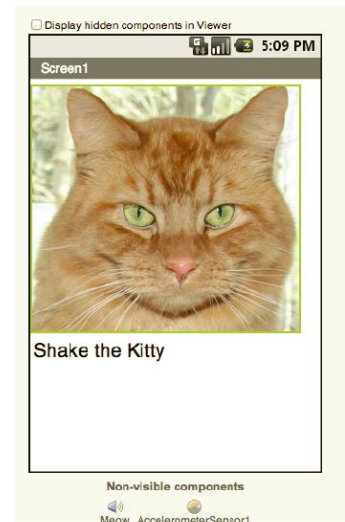 Display hidden components in Viewer
5:09 PM
Screen1
Shake the Kitty
Non-visible components
Meow AccelerometerSensor1